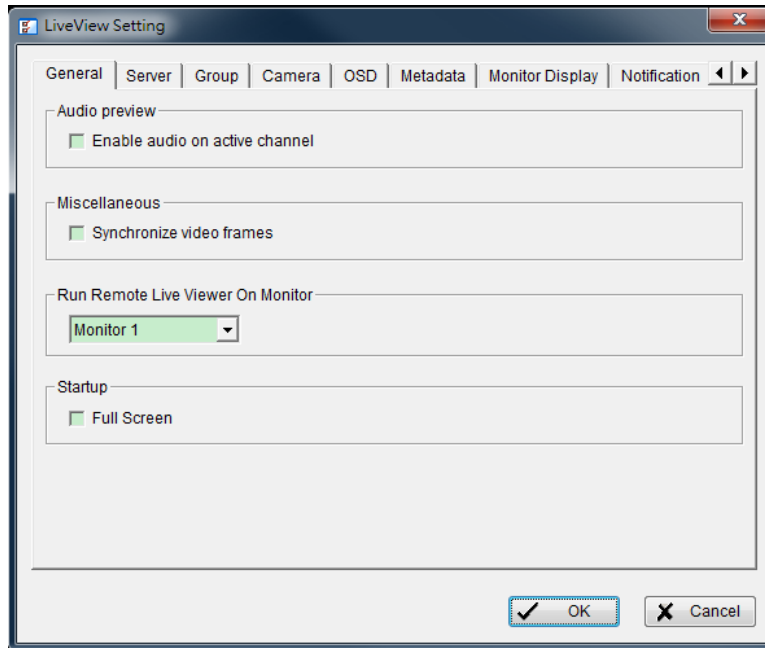 LiveView Setting
General Server Group Camera OSD Metadata Monitor Display Notification
Audio preview
Enable audio on active channel
Miscellaneous
Synchronize video frames
Run Remote Live Viewer On Monitor
Monitor 1
Startup
Full Screen
OK Cancel